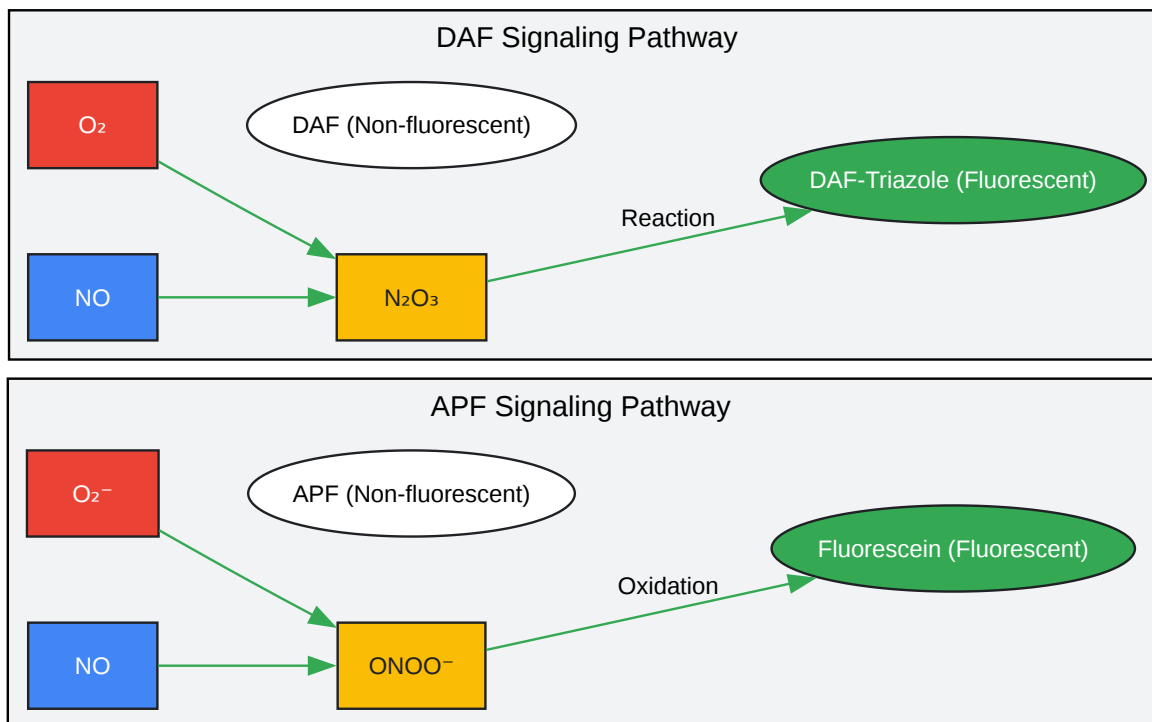 DAF Signaling Pathway
O₂
DAF (Non-fluorescent)
DAF-Triazole (Fluorescent)
Reaction
NO
N₂O₃
APF Signaling Pathway
O₂⁻
APF (Non-fluorescent)
Fluorescein (Fluorescent)
Oxidation
NO
ONOO⁻